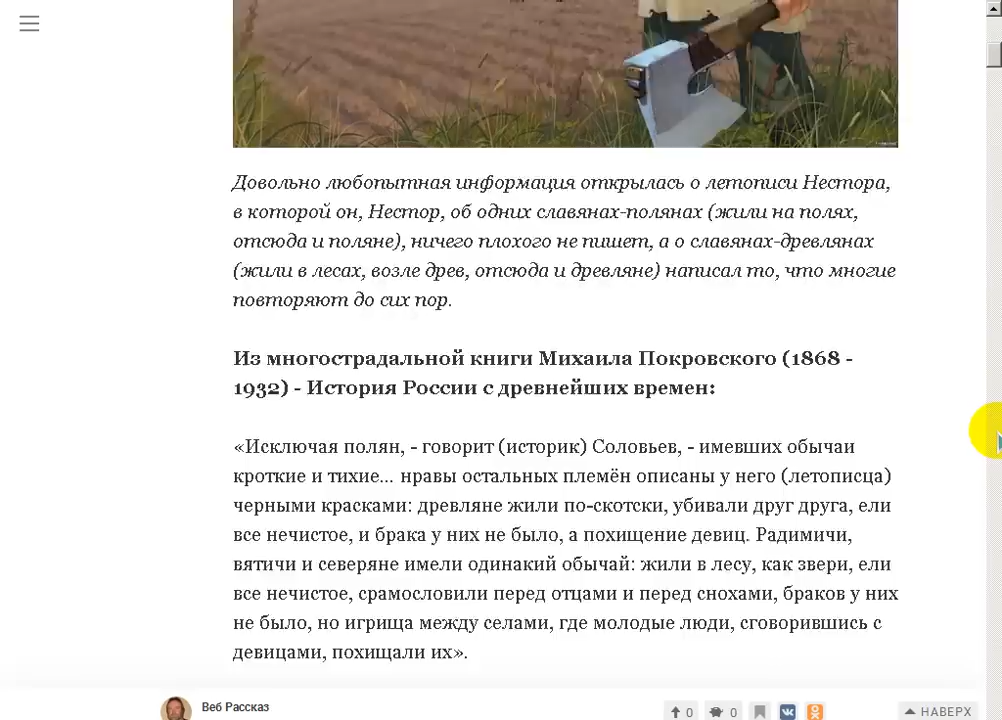 Довольно любопытная информация открылась о летописи Нестора,
в которой он, Нестор, об одних славянах-полянах (жили на полях,
отсюда и поляне), ничего плохого не пишет, а о славянах-древлянах
(жили в лесах, возле древ, отсюда и древляне) написал то, что многие
повторяют до сих пор.
Из многострадальной книги Михаила Покровского (1868 -
1932) - История России с древнейших времен:
«Исключая полян, - говорит (историк) Соловьев, - имевших обычаи
кроткие и тихие... нравы остальных племён описаны у него (летописца)
черными красками: древляне жили по-скотски, убивали друг друга, ели
все нечистое, и брака у них не было, а похищение девиц. Радимичи,
вятичи и северяне имели одинакий обычай: жили в лесу, как звери, ели
все нечистое, срамословили перед отцами и перед снохами, браков у них
не было, но игрища между селами, где молодые люди, сговорившись с
девицами, похищали их».
Веб Рассказ
0
0
НАВЕРХ